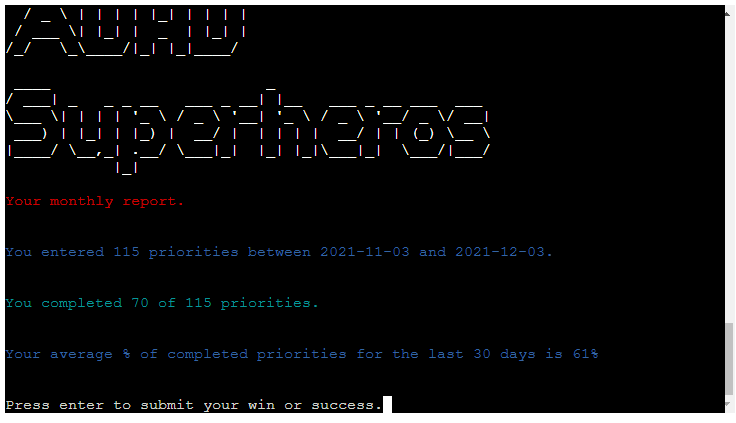 ADHD
Superheros
Your monthly report.
You entered 115 priorities between 2021-11-03 and 2021-12-03.
You completed 70 of 115 priorities.
Your average % of completed priorities for the last 30 days is 61%
Press enter to submit your win or success.